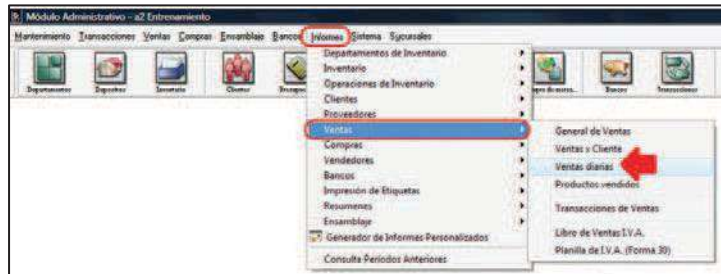 Módulo Administrativo - a2 Entrenamiento
Mantenimiento Transacciones Ventas Compras Ensamblaje Bancos Informes Sistema Sucursales
Departamentos Depositos Inventario Clientes Bancos Transacciones
Departamentos de Inventario
Inventario
Operaciones de Inventario
Clientes
Proveedores
Ventas
Compras
Vendedores
Bancos
Impresión de Etiquetas
Resumenes
Ensamblaje
Generador de Informes Personalizados
Consulta Periodos Anteriores
General de Ventas
Ventas x Cliente
Ventas diarias
Productos vendidos
Transacciones de Ventas
Libro de Ventas I.V.A.
Planilla de I.V.A. (Forma 30)